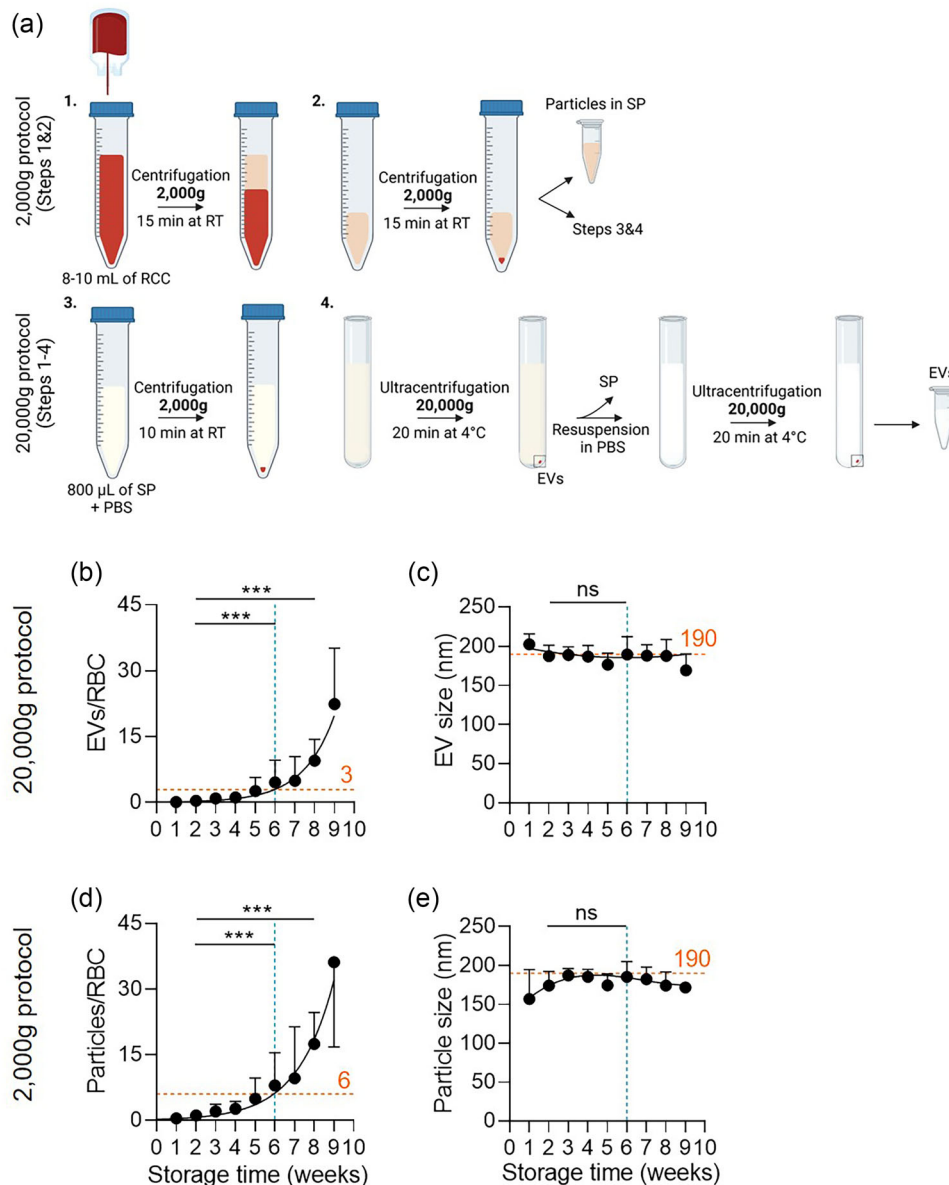 (a)
2,000g protocol
(Steps 1&2)
1.
Centrifugation
2,000g
15 min at RT
8-10 mL of RCC
2.
Centrifugation
2,000g
15 min at RT
Particles in SP
Steps 3&4
20,000g protocol
(Steps 1-4)
3.
Centrifugation
2,000g
10 min at RT
800 µL of SP
+ PBS
4.
Ultracentrifugation
20,000g
20 min at 4°C
EVs
SP
Resuspension
in PBS
Ultracentrifugation
20,000g
20 min at 4°C
EVs
20,000g protocol
(b)
EVs/RBC
45
30
15
0
***
***
3
0 1 2 3 4 5 6 7 8 9 10
(c)
EV size (nm)
250
200
150
100
50
0
ns
190
0 1 2 3 4 5 6 7 8 9 10
2,000g protocol
(d)
Particles/RBC
45
30
15
0
***
***
6
0 1 2 3 4 5 6 7 8 9 10
Storage time (weeks)
(e)
Particle size (nm)
250
200
150
100
50
0
ns
190
0 1 2 3 4 5 6 7 8 9 10
Storage time (weeks)